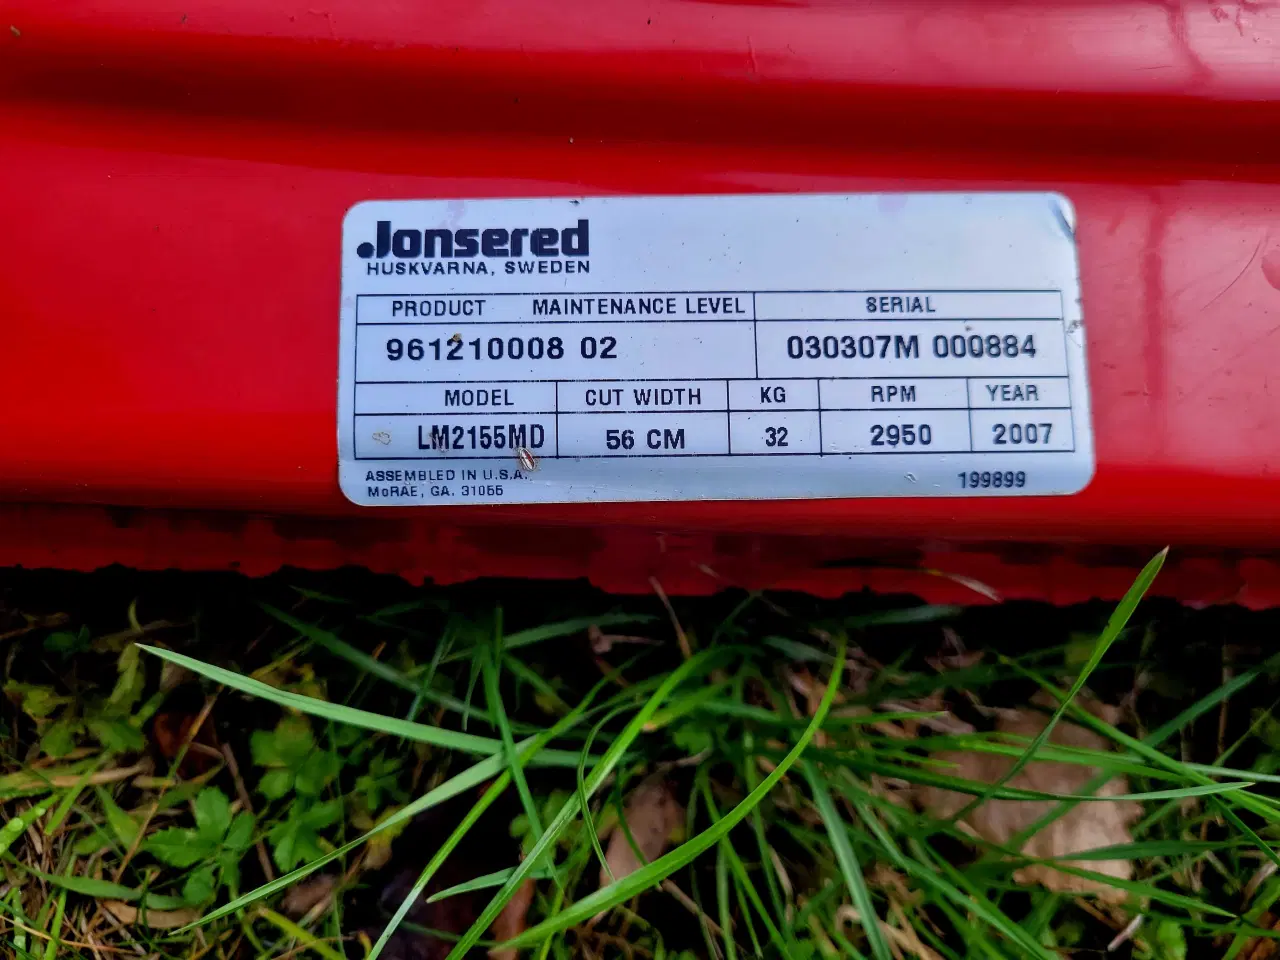 Jonsered
HUSKVARNA, SWEDEN
PRODUCT MAINTENANCE LEVEL SERIAL
961210008 02 030307M 000884
MODEL CUT WIDTH KG RPM YEAR
LM2155MD 56 CM 32 2950 2007
ASSEMBLED IN U.S.A.
McRAE, GA. 31055
199899